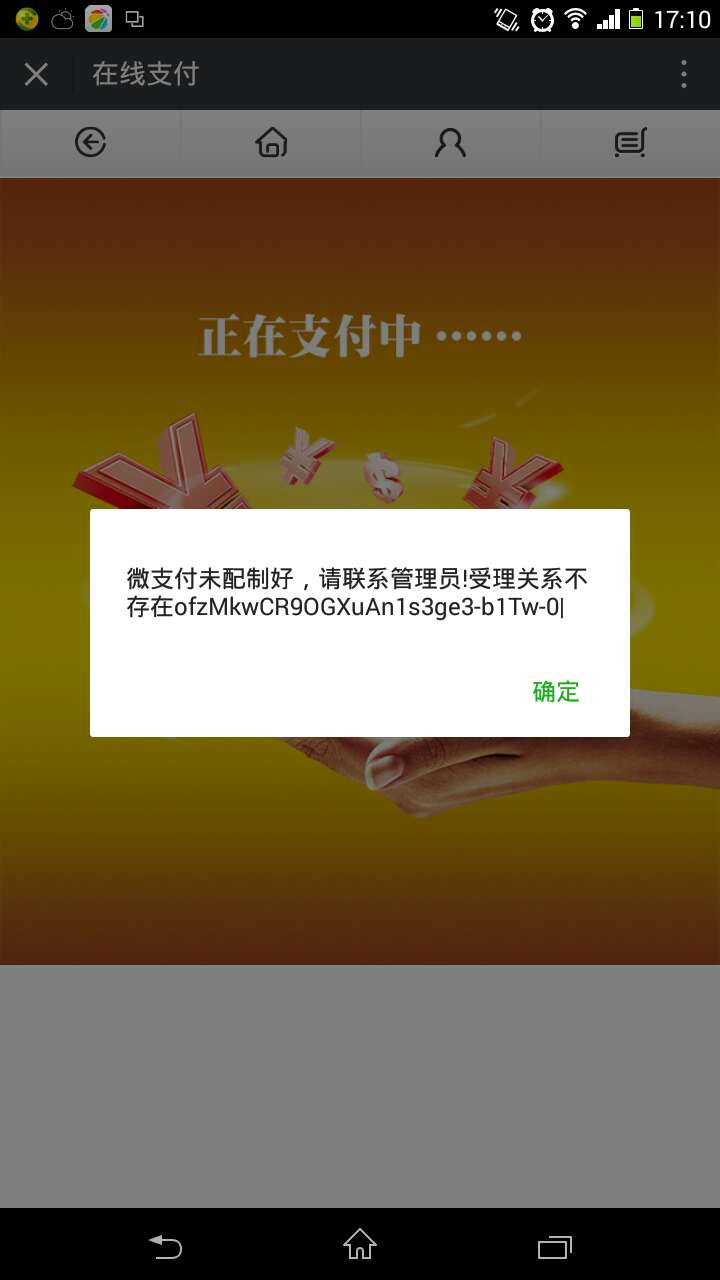 17:10
在线支付
正在支付中 ······
微支付未配制好，请联系管理员!受理关系不
存在ofzMkwCR9OGXuAn1s3ge3-b1Tw-0|
确定